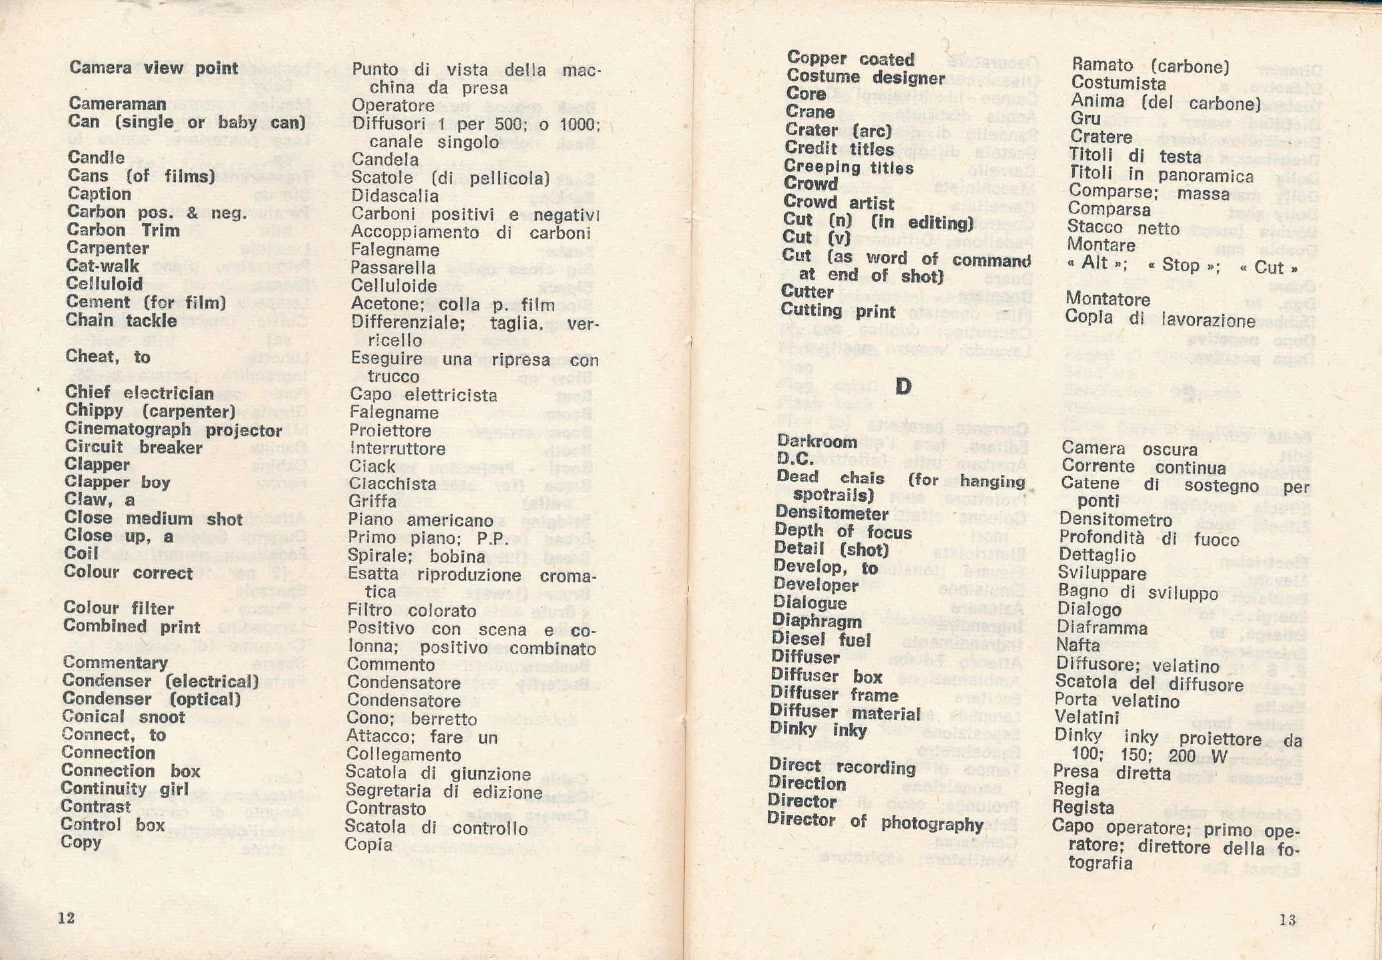 Camera view point Punto di vista della mac-
china da presa
Cameraman Operatore
Can (single or baby can) Diffusori 1 per 500; o 1000;
canale singolo
Candle Candela
Cans (of films) Scatole (di pellicola)
Caption Didascalia
Carbon pos. & neg. Carboni positivi e negativi
Carbon Trim Accoppiamento di carboni
Carpenter Falegname
Cat-walk Passarella
Celluloid Celluloide
Cement (for film) Acetone; colla p. film
Chain tackle Differenziale; taglia. ver-
ricello
Cheat, to Eseguire una ripresa con
trucco
Chief electrician Capo elettricista
Chippy (carpenter) Falegname
Cinematograph projector Proiettore
Circuit breaker Interruttore
Clapper Ciack
Clapper boy Clacchista
Claw, a Griffa
Close medium shot Piano americano
Close up, a Primo piano; P.P.
Coil Spirale; bobina
Colour correct Esatta riproduzione croma-
tica
Colour filter Filtro colorato
Combined print Positivo con scena e co-
lonna; positivo combinato
Commentary Commento
Condenser (electrical) Condensatore
Condenser (optical) Condensatore
Conical snoot Cono; berretto
Connect, to Attacco; fare un
Connection Collegamento
Connection box Scatola di giunzione
Continuity girl Segretaria di edizione
Contrast Contrasto
Control box Scatola di controllo
Copy Copia
12
Copper coated Ramato (carbone)
Costume designer Costumista
Core Anima (del carbone)
Crane Gru
Crater (arc) Cratere
Credit titles Titoli di testa
Creeping titles Titoli in panoramica
Crowd Comparse; massa
Crowd artist Comparsa
Cut (n) (in editing) Stacco netto
Cut (v) Montare
Cut (as word of command « Alt »; « Stop »; « Cut »
at end of shot)
Cutter Montatore
Cutting print Copia di lavorazione
D
Darkroom Camera oscura
D.C. Corrente continua
Dead chais (for hanging Catene di sostegno per
spotrails) ponti
Densitometer Densitometro
Depth of focus Profondità di fuoco
Detail (shot) Dettaglio
Develop, to Sviluppare
Developer Bagno di sviluppo
Dialogue Dialogo
Diaphragm Diaframma
Diesel fuel Nafta
Diffuser Diffusore; velatino
Diffuser box Scatola del diffusore
Diffuser frame Porta velatino
Diffuser material Velatini
Dinky inky Dinky inky proiettore da
100; 150; 200 W
Direct recording Presa diretta
Direction Regia
Director Regista
Director of photography Capo operatore; primo ope-
ratore; direttore della fo-
tografia
13